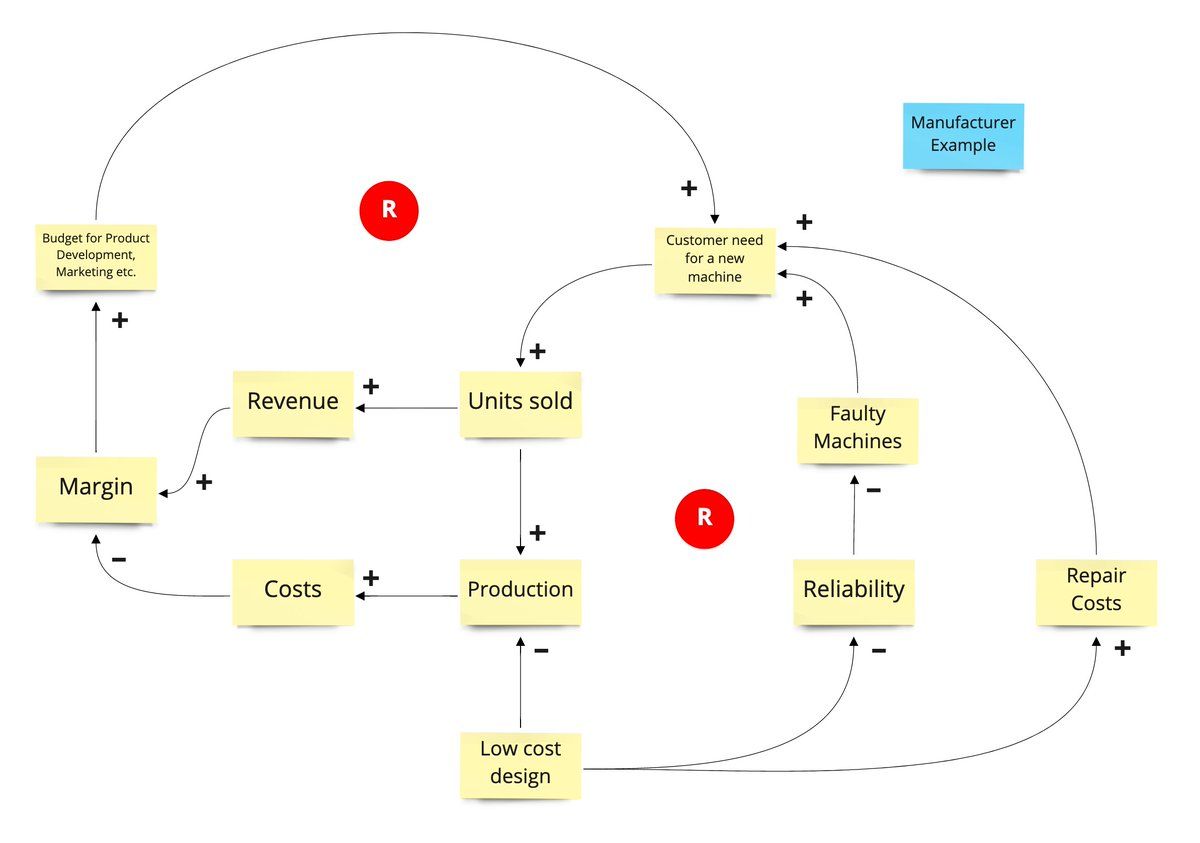 Manufacturer
Example
+
+
R
Budget for Product
Development,
Marketing etc.
Customer need
for a new
machine
+
+
+
Revenue
+
Units sold
Faulty
Machines
Margin
+
−
R
−
+
Costs
+
Production
Reliability
Repair
Costs
−
−
+
Low cost
design